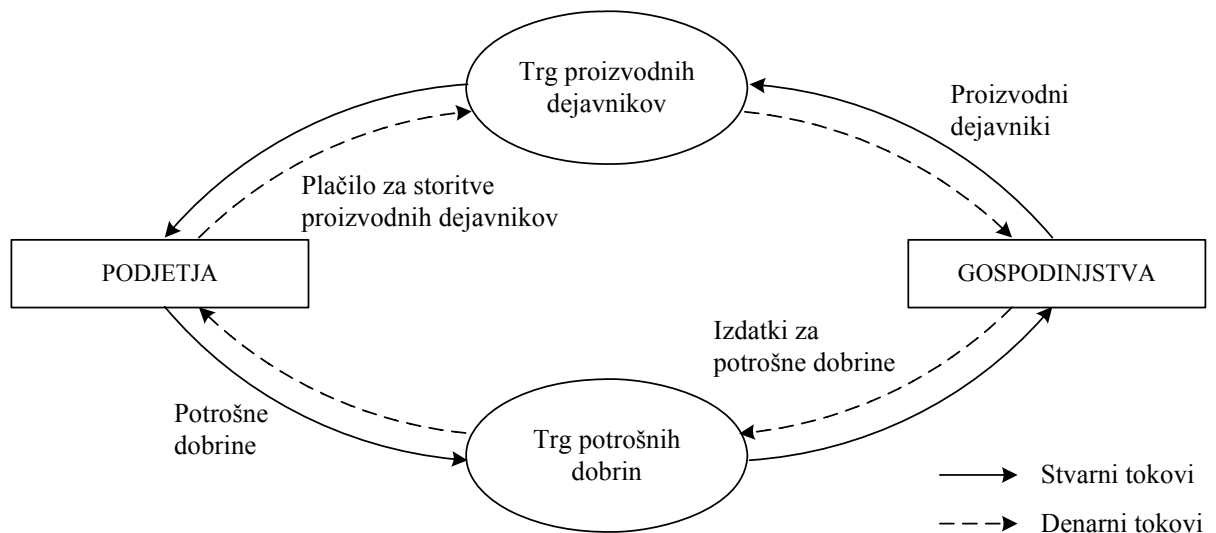 Trg proizvodnih
dejavnikov
Proizvodni
dejavniki
Plačilo za storitve
proizvodnih dejavnikov
PODJETJA
GOSPODINJSTVA
Izdatki za
potrošne dobrine
Potrošne
dobrine
Trg potrošnih
dobrin
Stvarni tokovi
Denarni tokovi